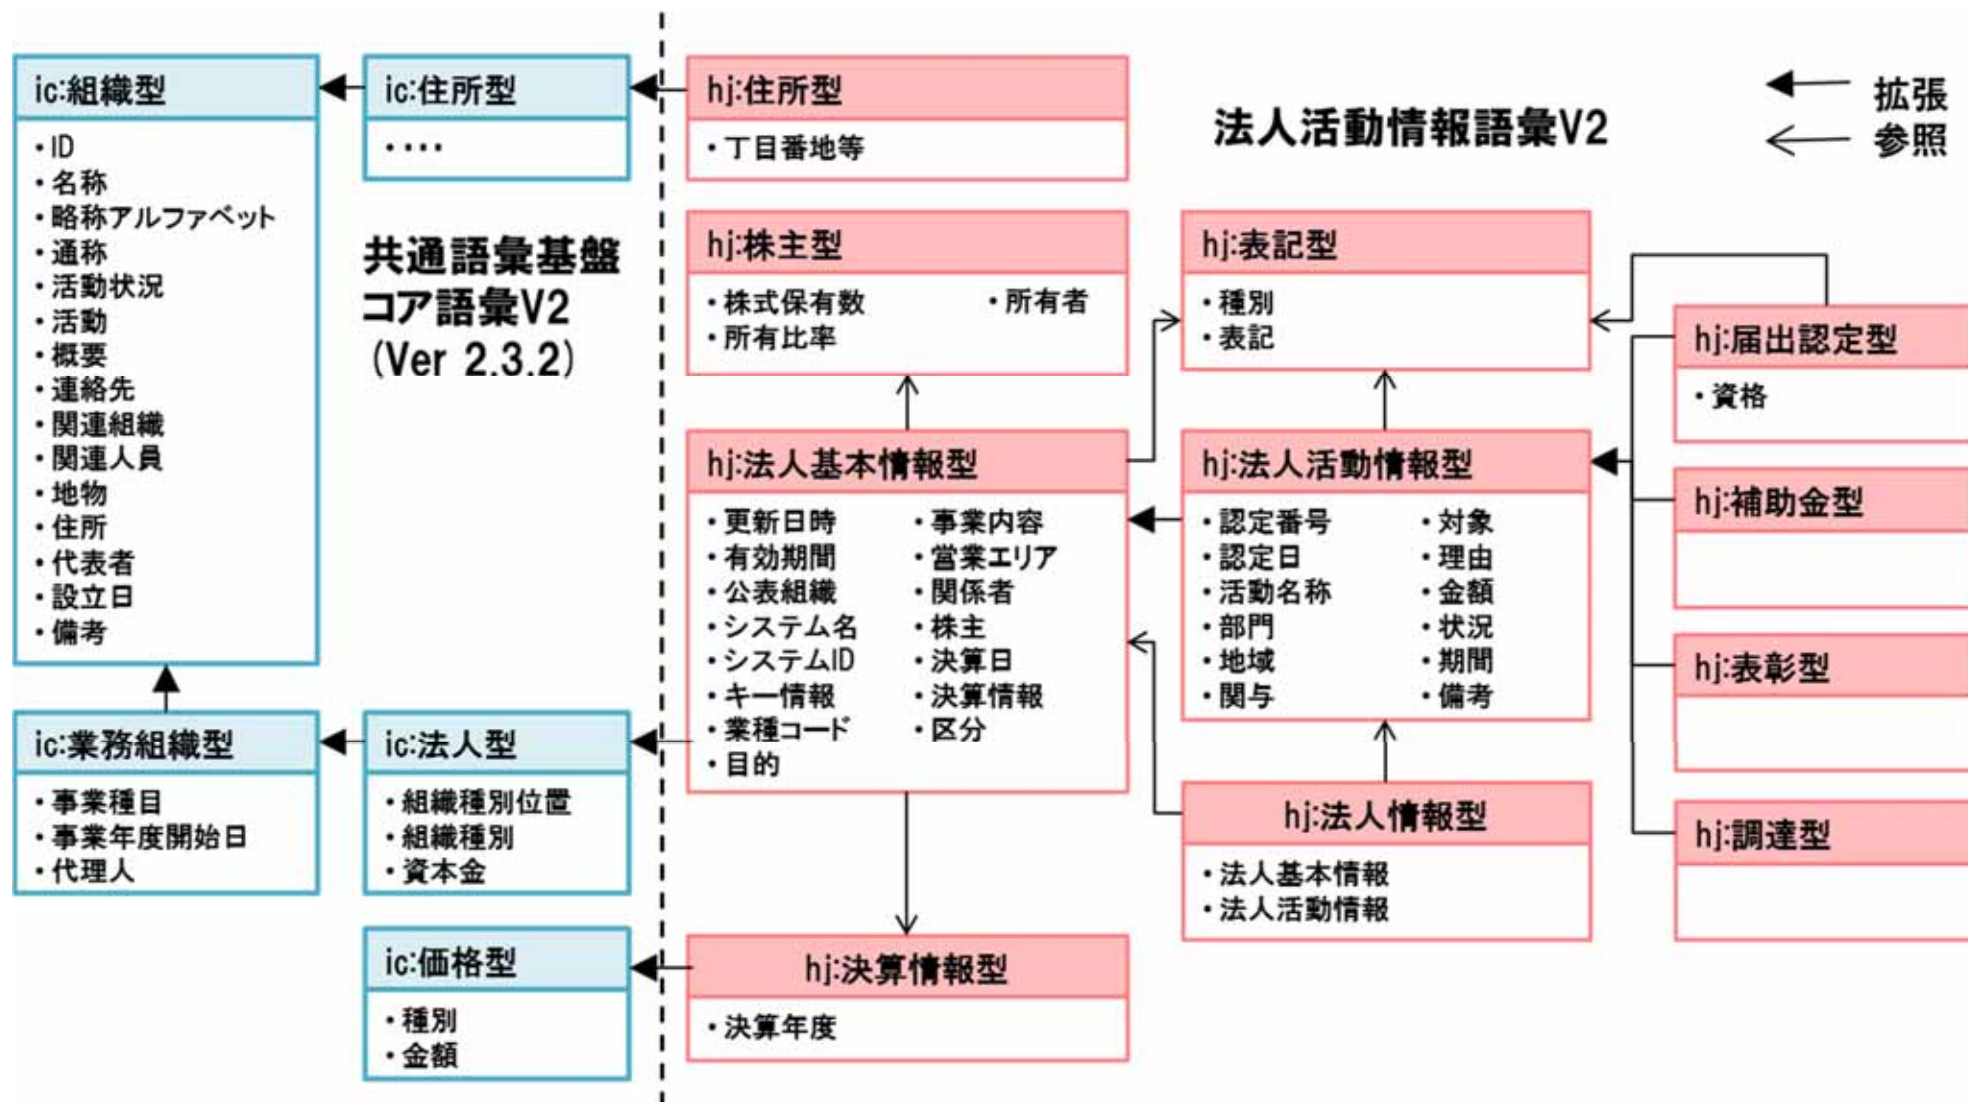 ic:組織型
・ID
・名称
・略称アルファベット
・通称
・活動状況
・活動
・概要
・連絡先
・関連組織
・関連人員
・地物
・住所
・代表者
・設立日
・備考
ic:住所型
・‥‥
共通語彙基盤
コア語彙V2
(Ver 2.3.2)
ic:業務組織型
・事業種目
・事業年度開始日
・代理人
ic:法人型
・組織種別位置
・組織種別
・資本金
ic:価格型
・種別
・金額
hj:住所型
・丁目番地等
法人活動情報語彙V2
拡張
参照
hj:株主型
・株式保有数
・所有比率
・所有者
hj:表記型
・種別
・表記
hj:法人基本情報型
・更新日時
・有効期間
・公表組織
・システム名
・システムID
・キー情報
・業種コード
・目的
・事業内容
・営業エリア
・関係者
・株主
・決算日
・決算情報
・区分
hj:法人活動情報型
・認定番号
・認定日
・活動名称
・部門
・地域
・関与
・対象
・理由
・金額
・状況
・期間
・備考
hj:法人情報型
・法人基本情報
・法人活動情報
hj:決算情報型
・決算年度
hj:届出認定型
・資格
hj:補助金型
hj:表彰型
hj:調達型